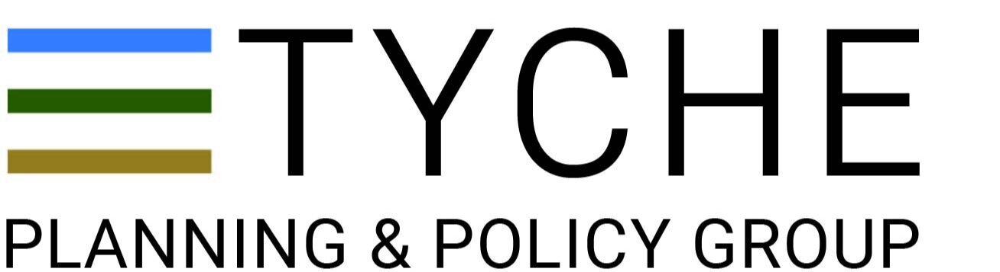 TYCHE
PLANNING & POLICY GROUP